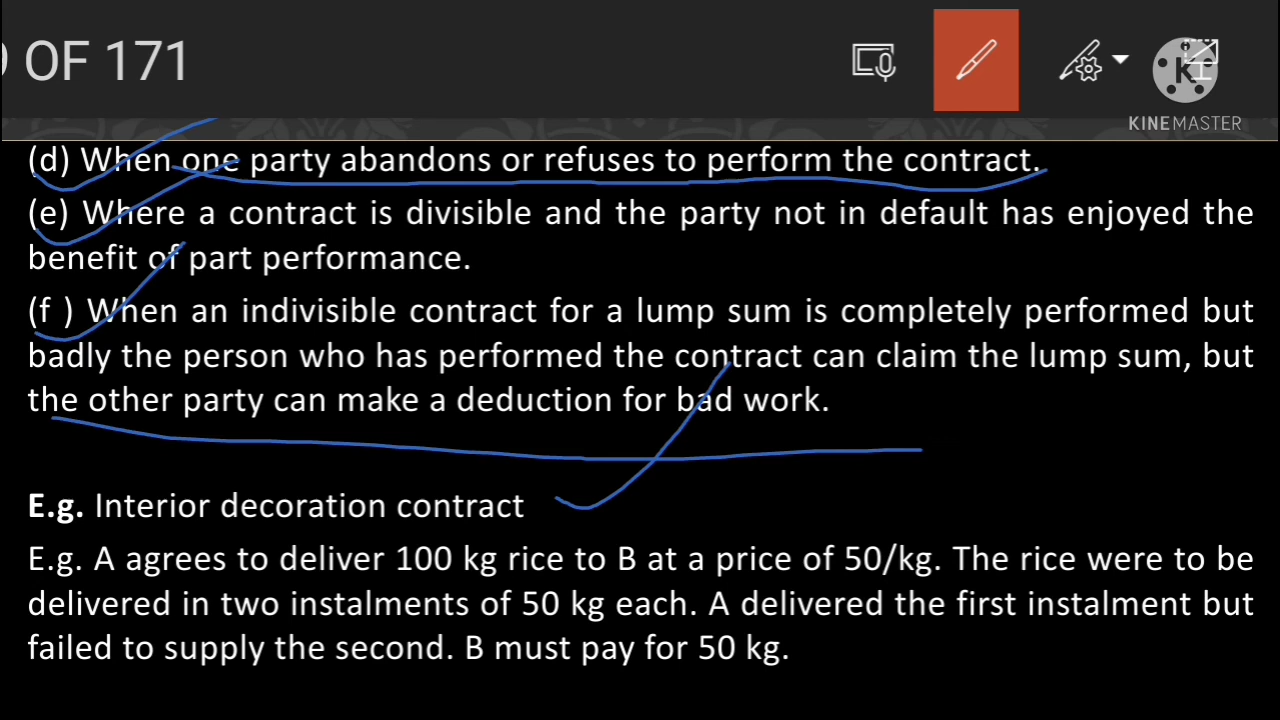 OF 171
KINEMASTER
(d) When one party abandons or refuses to perform the contract.
(e) Where a contract is divisible and the party not in default has enjoyed the
benefit of part performance.
(f ) When an indivisible contract for a lump sum is completely performed but
badly the person who has performed the contract can claim the lump sum, but
the other party can make a deduction for bad work.
E.g. Interior decoration contract
E.g. A agrees to deliver 100 kg rice to B at a price of 50/kg. The rice were to be
delivered in two instalments of 50 kg each. A delivered the first instalment but
failed to supply the second. B must pay for 50 kg.